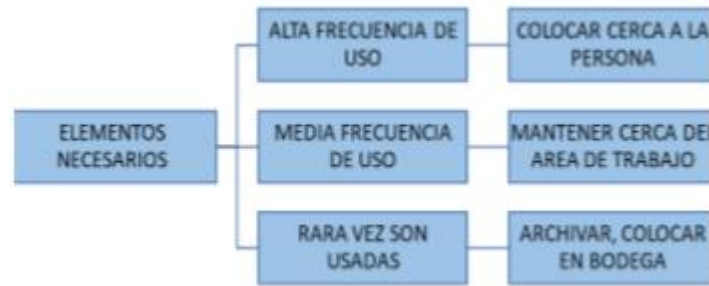 ALTA FRECUENCIA DE
USO
COLOCAR CERCA A LA
PERSONA
ELEMENTOS
NECESARIOS
MEDIA FRECUENCIA
DE USO
MANTENER CERCA DEL
AREA DE TRABAJO
RARA VEZ SON
USADAS
ARCHIVAR, COLOCAR
EN BODEGA